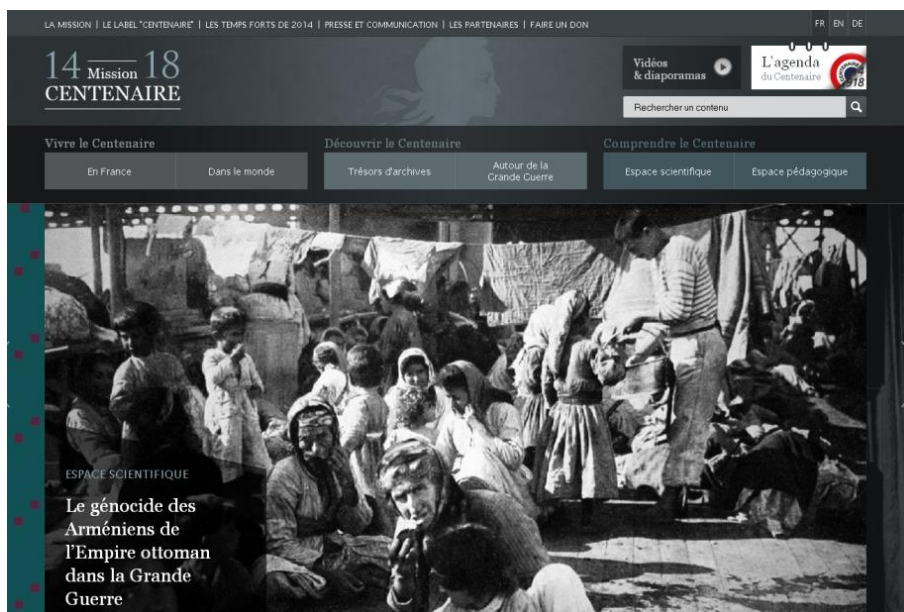 LA MISSION | LE LABEL "CENTENAIRE" | LES TEMPS FORTS DE 2014 | PRESSE ET COMMUNICATION | LES PARTENAIRES | FAIRE UN DON
FR EN DE
14 Mission 18
CENTENAIRE
Vidéos
& diaporamas
L'agenda
du Centenaire
Rechercher un contenu
Vivre le Centenaire
Découvrir le Centenaire
Comprendre le Centenaire
En France
Dans le monde
Trésors d'archives
Autour de la
Grande Guerre
Espace scientifique
Espace pédagogique
ESPACE SCIENTIFIQUE
Le génocide des
Arméniens de
l'Empire ottoman
dans la Grande
Guerre